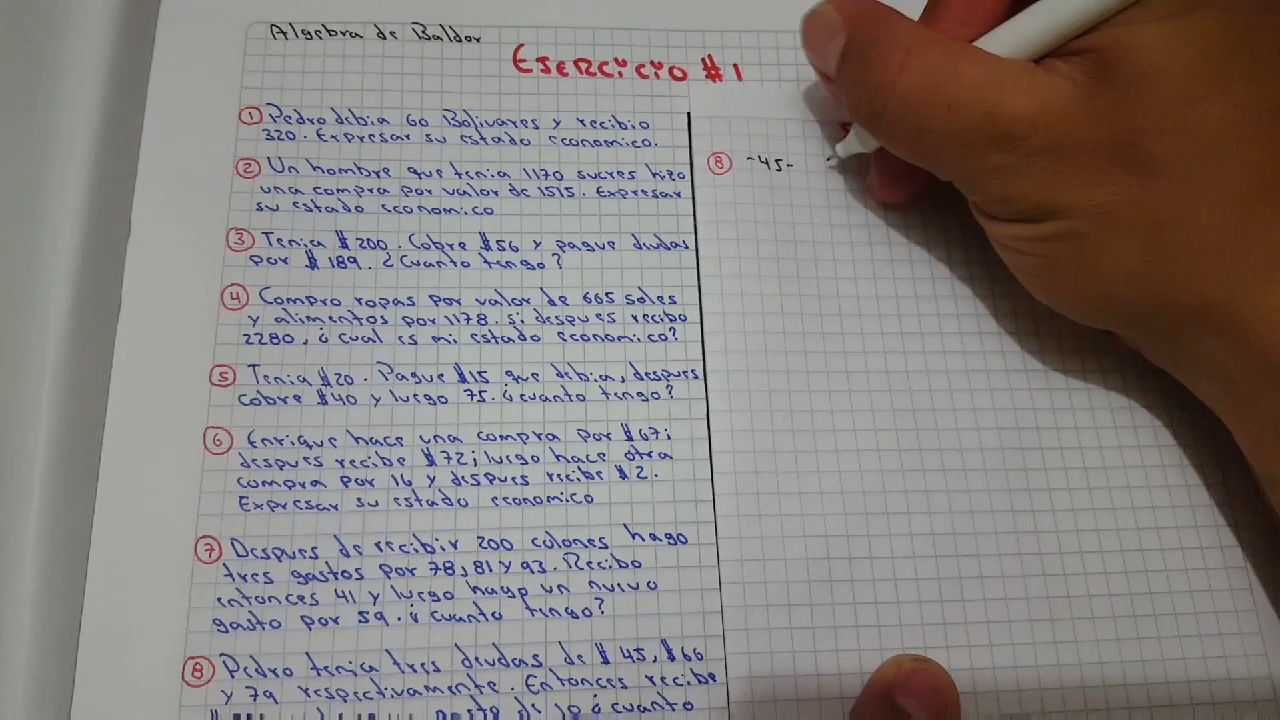 Algebra de Baldor
Esercicio #1
① Pedro debia 60 Bolivares y recibio
320. Expresar su estado economico.
② Un hombre que tenia 1170 sucres hizo
una compra por valor de 1515. Expresar
su estado economico
③ Tenia $200. Cobre $56 y pague deudas
por $189. ¿Cuanto tengo?
④ Compro ropas por valor de 665 soles
y alimentos por 1178. si despues recibo
2280, ¿cual es mi estado economico?
⑤ Tenia $20. Pague $15 que debia, despues
cobre $40 y luego 75. ¿cuanto tengo?
⑥ Enrique hace una compra por $67;
despues recibe $72; luego hace otra
compra por 16 y despues recibe $2.
Expresar su estado economico
⑦ Despues de recibir 200 colones hago
tres gastos por 78, 81 y 93. Recibo
entonces 41 y luego hago un nuevo
gasto por 59. ¿cuanto tengo?
⑧ Pedro tenia tres deudas de $45, $66
y 79 respectivamente. Entonces recibe
de 10 ¿cuanto
⑧ -45-